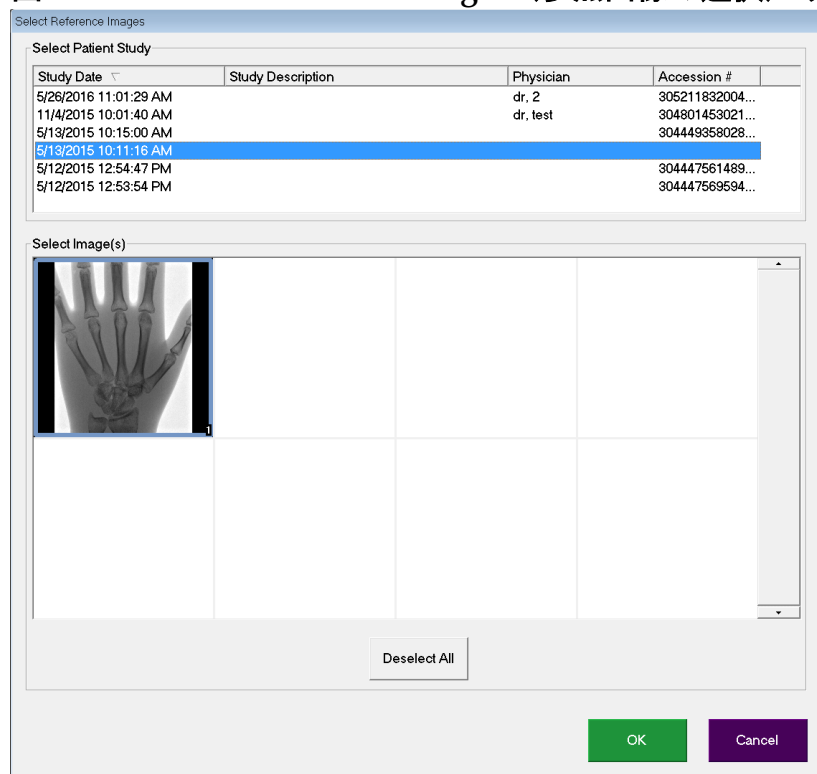 Select Reference Images
Select Patient Study
Study Date Study Description Physician Accession #
5/26/2016 11:01:29 AM dr, 2 305211832004...
11/4/2015 10:01:40 AM dr, test 304801453021...
5/13/2015 10:15:00 AM 304449358028...
5/13/2015 10:11:16 AM
5/12/2015 12:54:47 PM 304447561489...
5/12/2015 12:53:54 PM 304447569594...
Select Image(s)
1
Deselect All
OK Cancel